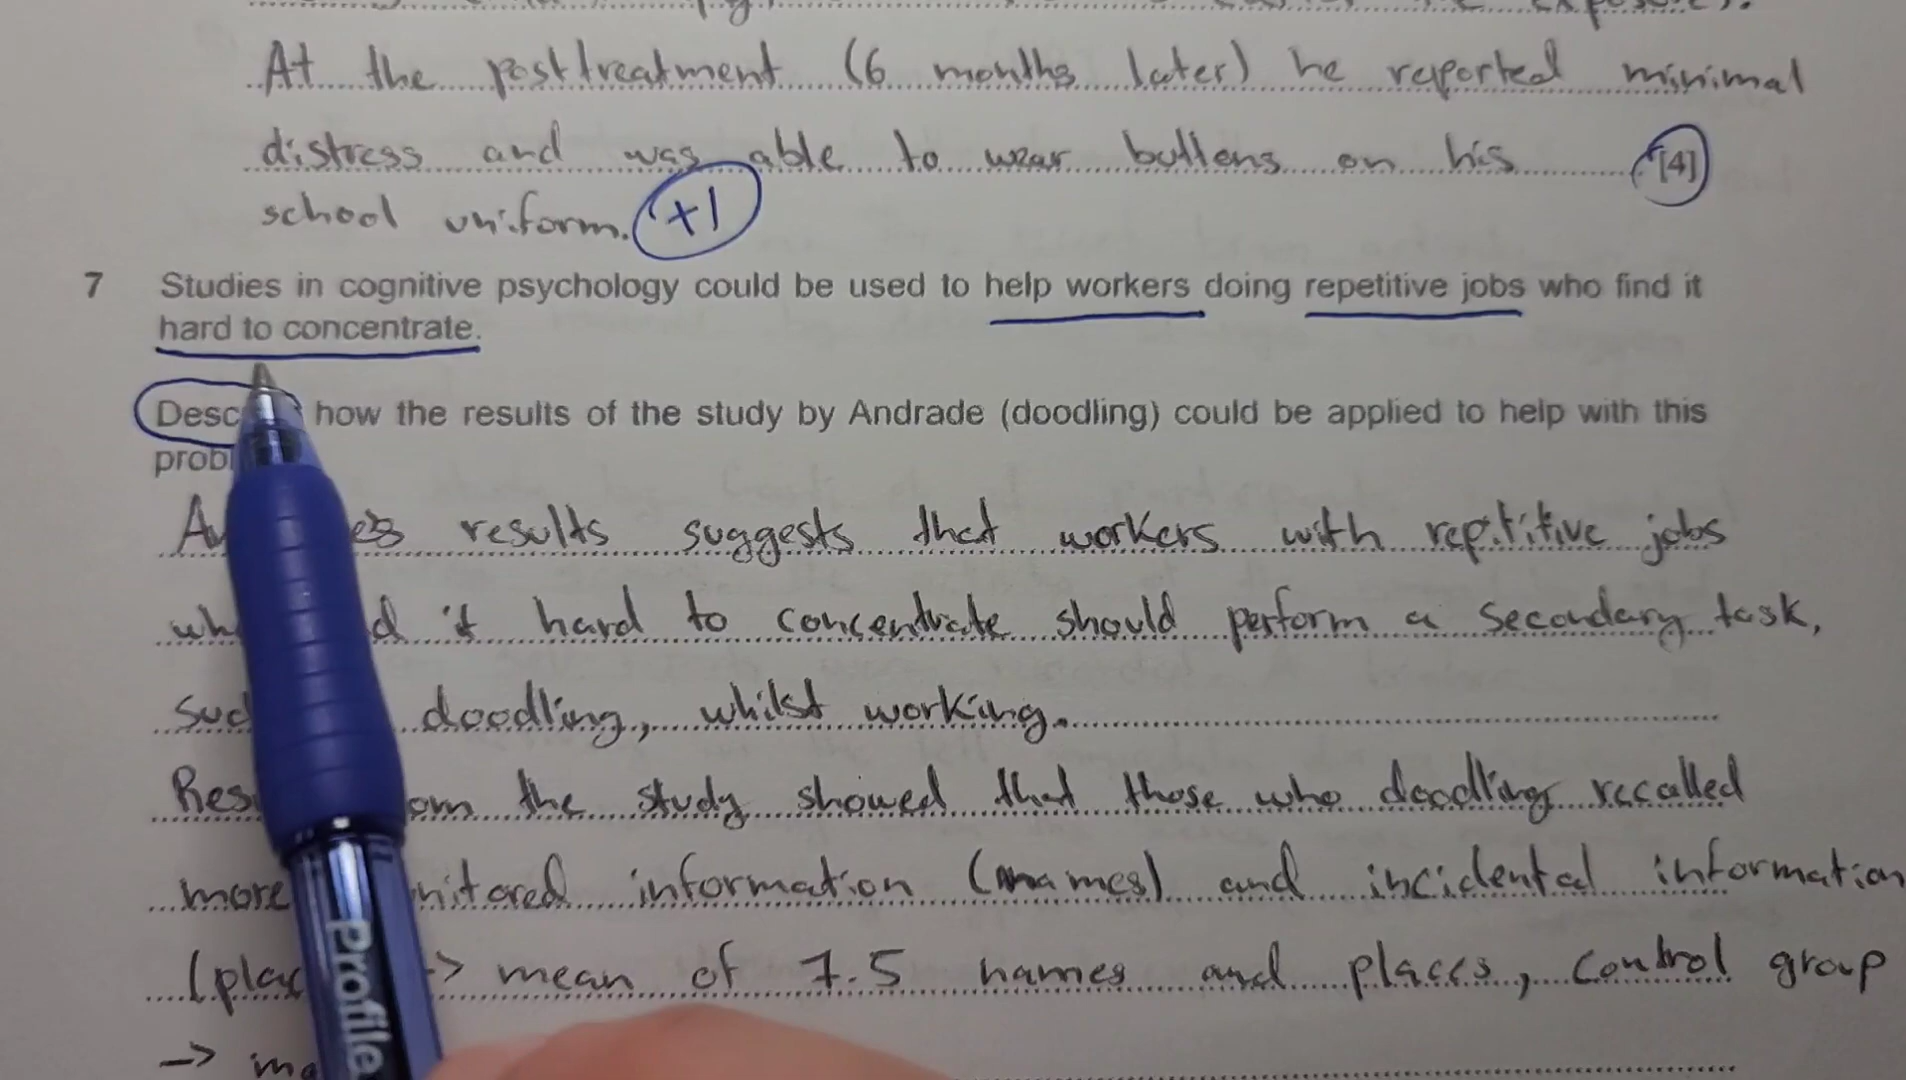 At the posttreatment (6 months later) he reported minimal
distress and was able to wear buttons on his [4]
school uniform. +1
7 Studies in cognitive psychology could be used to help workers doing repetitive jobs who find it
hard to concentrate.
Desc how the results of the study by Andrade (doodling) could be applied to help with this
prob
results suggests that workers with repititive jobs
it hard to concentrate should perform a secondary task,
doodling, whilst working.
the study showed that those who doodling recalled
more information (names) and incidental information
(plac -> mean of 7.5 names and places, control group
->
Profile